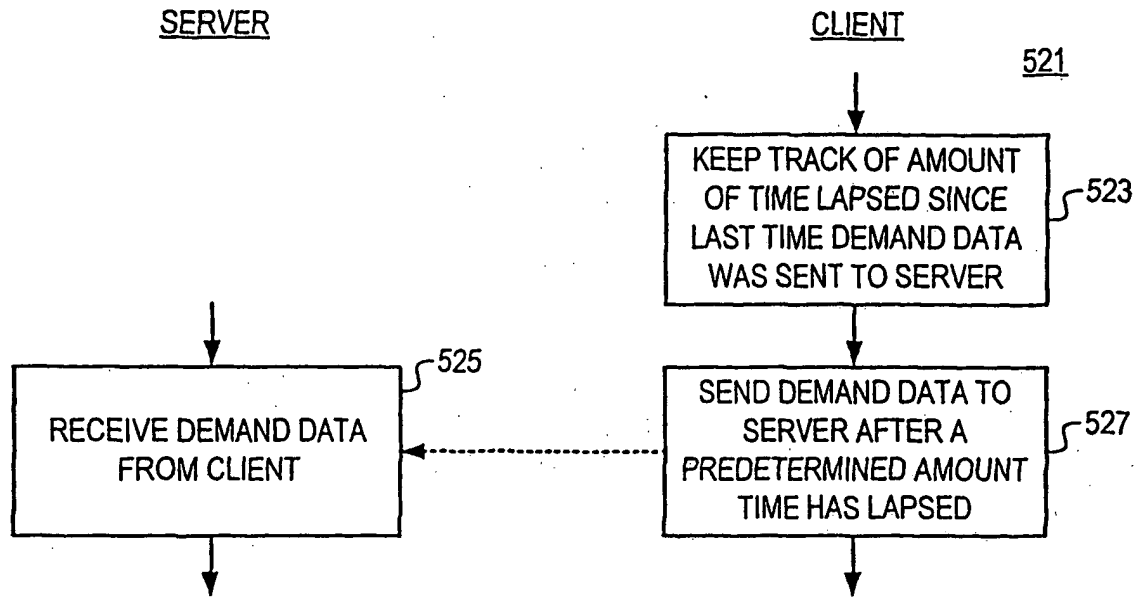 SERVER
CLIENT
521
KEEP TRACK OF AMOUNT
OF TIME LAPSED SINCE
LAST TIME DEMAND DATA
WAS SENT TO SERVER
523
525
RECEIVE DEMAND DATA
FROM CLIENT
SEND DEMAND DATA TO
SERVER AFTER A
PREDETERMINED AMOUNT
TIME HAS LAPSED
527